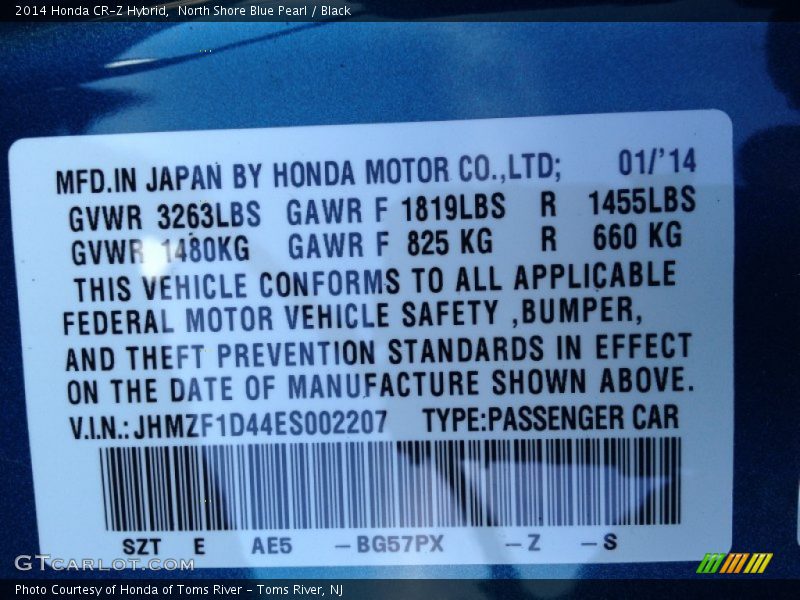 2014 Honda CR-Z Hybrid,  North Shore Blue Pearl / Black
MFD.IN JAPAN BY HONDA MOTOR CO.,LTD; 01/'14
GVWR 3263LBS GAWR F 1819LBS R 1455LBS
GVWR 1480KG GAWR F 825 KG R 660 KG
THIS VEHICLE CONFORMS TO ALL APPLICABLE
FEDERAL MOTOR VEHICLE SAFETY ,BUMPER,
AND THEFT PREVENTION STANDARDS IN EFFECT
ON THE DATE OF MANUFACTURE SHOWN ABOVE.
V.I.N.: JHMZF1D44ES002207 TYPE:PASSENGER CAR
SZT E AE5 –BG57PX –Z –S
GTCARLOT.COM
Photo Courtesy of Honda of Toms River – Toms River, NJ